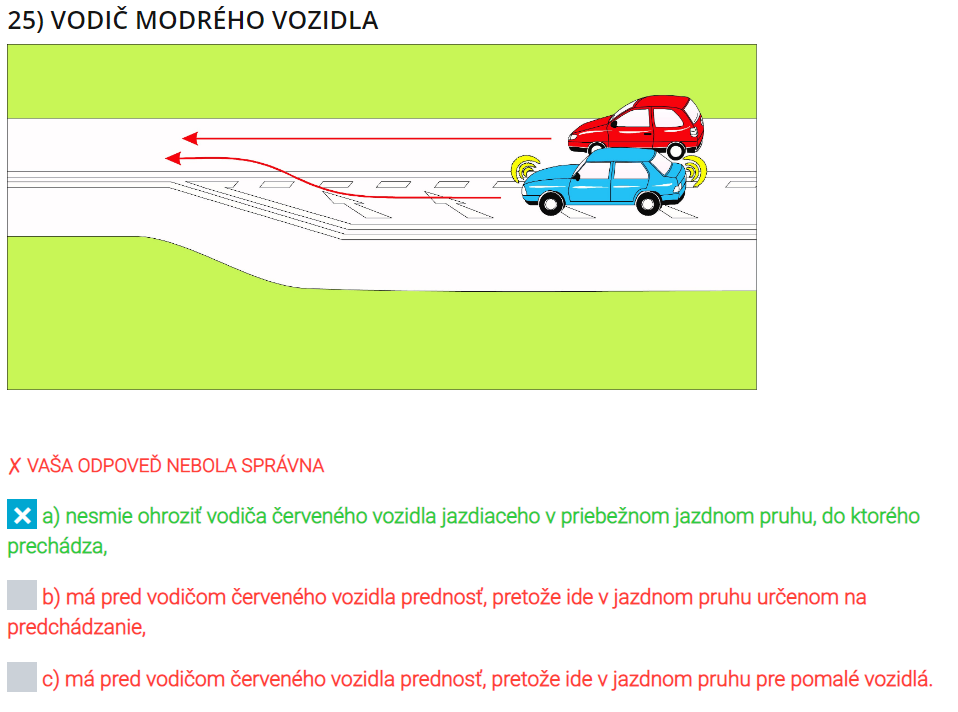 25) VODIČ MODRÉHO VOZIDLA
✗ VAŠA ODPOVEĎ NEBOLA SPRÁVNA
a) nesmie ohroziť vodiča červeného vozidla jazdiaceho v priebežnom jazdnom pruhu, do ktorého
prechádza,
b) má pred vodičom červeného vozidla prednosť, pretože ide v jazdnom pruhu určenom na
predchádzanie,
c) má pred vodičom červeného vozidla prednosť, pretože ide v jazdnom pruhu pre pomalé vozidlá.